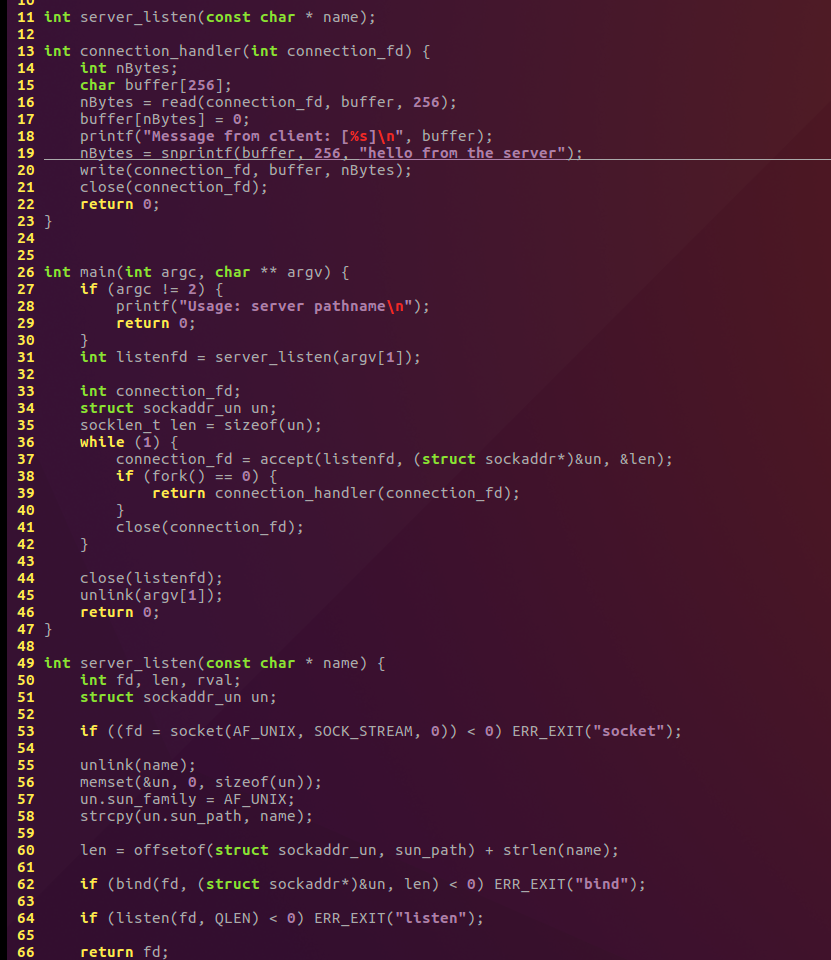 10
11 int server_listen(const char * name);
12
13 int connection_handler(int connection_fd) {
14     int nBytes;
15     char buffer[256];
16     nBytes = read(connection_fd, buffer, 256);
17     buffer[nBytes] = 0;
18     printf("Message from client: [%s]\n", buffer);
19     nBytes = snprintf(buffer, 256, "hello from the server");
20     write(connection_fd, buffer, nBytes);
21     close(connection_fd);
22     return 0;
23 }
24
25
26 int main(int argc, char ** argv) {
27     if (argc != 2) {
28         printf("Usage: server pathname\n");
29         return 0;
30     }
31     int listenfd = server_listen(argv[1]);
32
33     int connection_fd;
34     struct sockaddr_un un;
35     socklen_t len = sizeof(un);
36     while (1) {
37         connection_fd = accept(listenfd, (struct sockaddr*)&un, &len);
38         if (fork() == 0) {
39             return connection_handler(connection_fd);
40         }
41         close(connection_fd);
42     }
43
44     close(listenfd);
45     unlink(argv[1]);
46     return 0;
47 }
48
49 int server_listen(const char * name) {
50     int fd, len, rval;
51     struct sockaddr_un un;
52
53     if ((fd = socket(AF_UNIX, SOCK_STREAM, 0)) < 0) ERR_EXIT("socket");
54
55     unlink(name);
56     memset(&un, 0, sizeof(un));
57     un.sun_family = AF_UNIX;
58     strcpy(un.sun_path, name);
59
60     len = offsetof(struct sockaddr_un, sun_path) + strlen(name);
61
62     if (bind(fd, (struct sockaddr*)&un, len) < 0) ERR_EXIT("bind");
63
64     if (listen(fd, QLEN) < 0) ERR_EXIT("listen");
65
66     return fd;